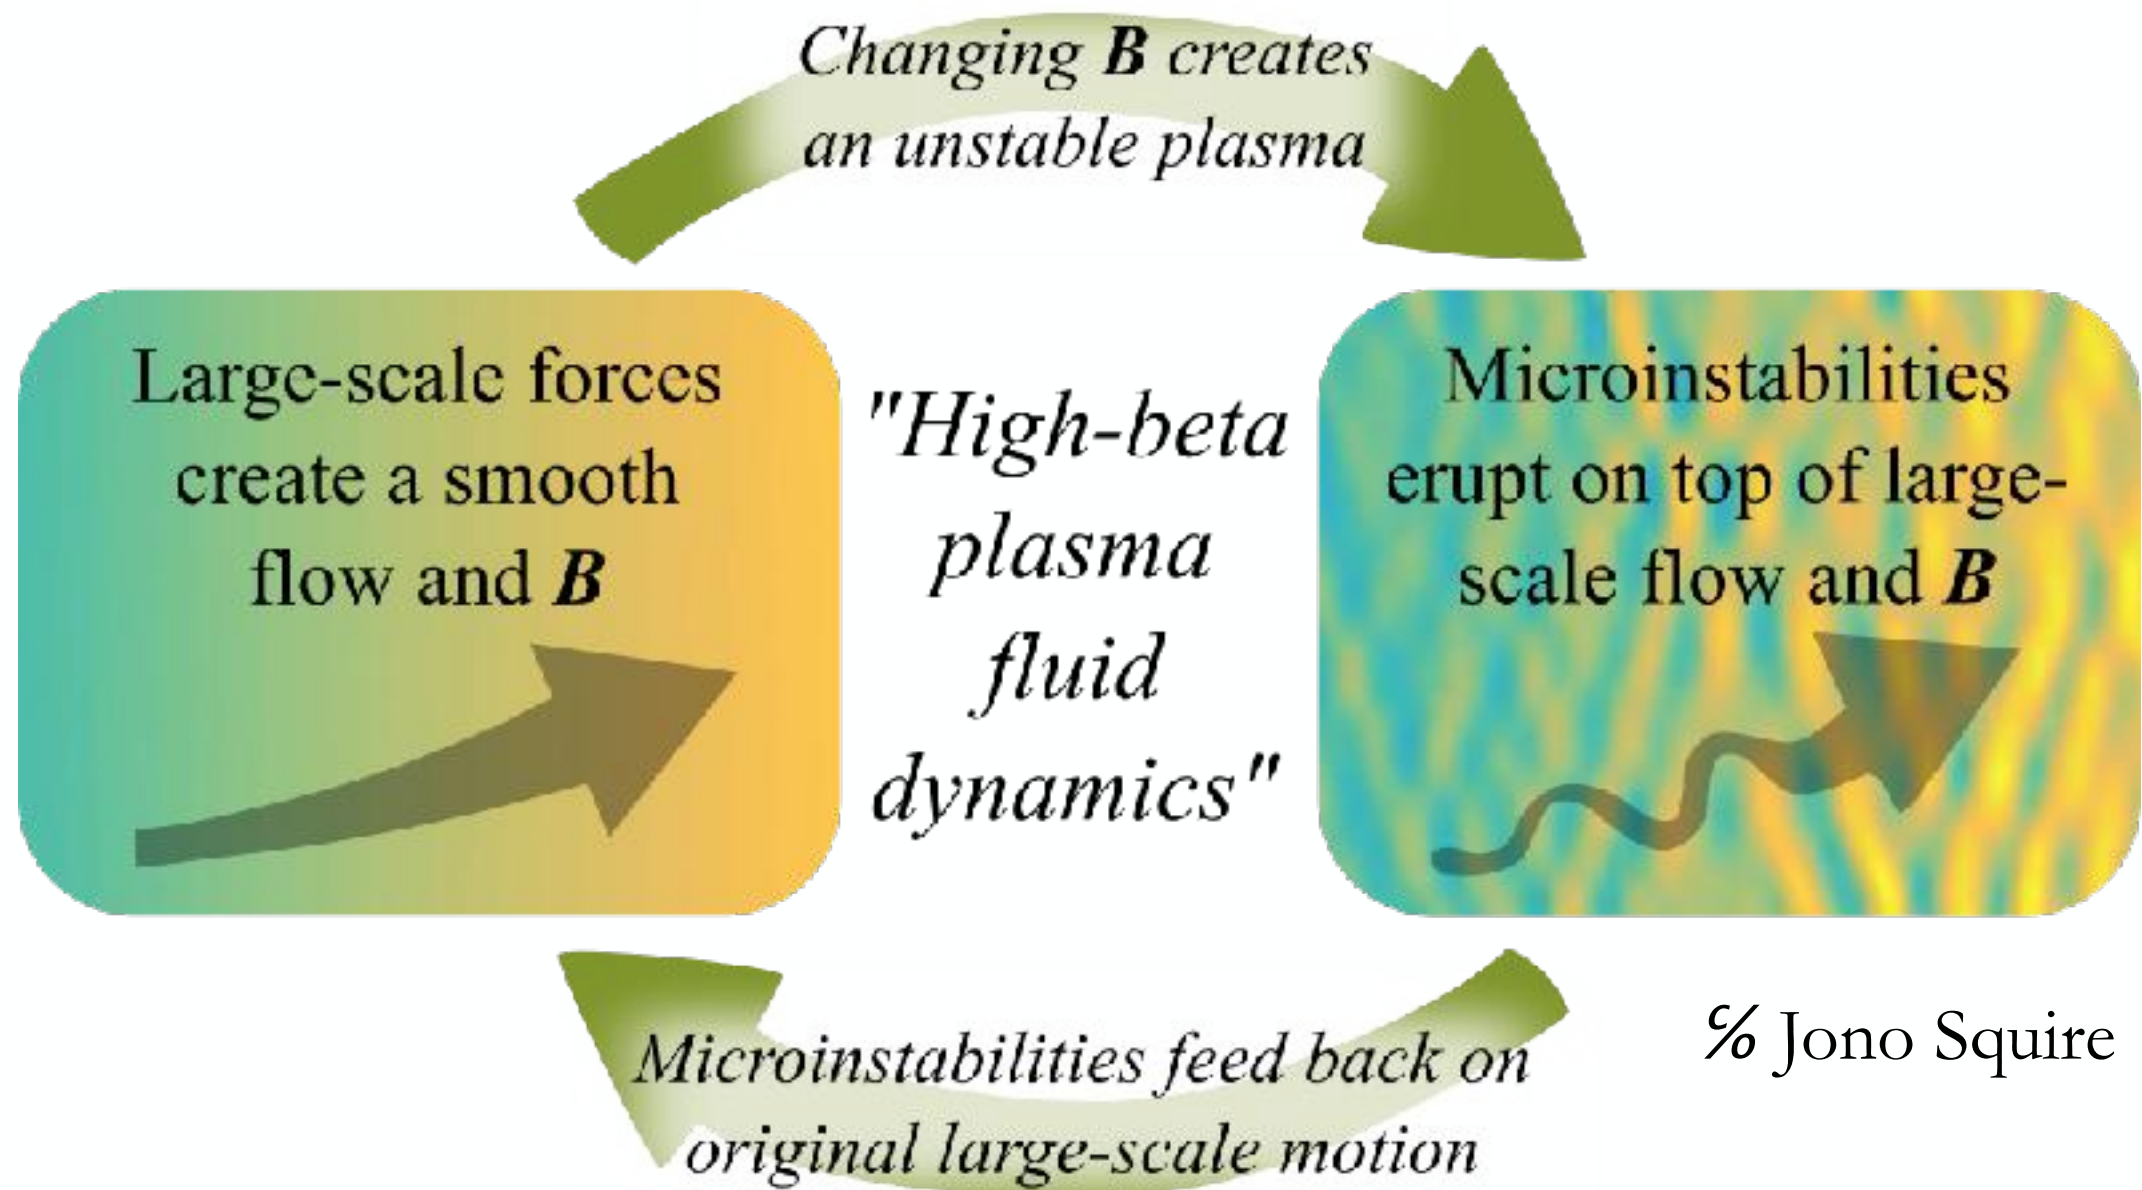 Changing B creates
an unstable plasma
Large-scale forces
create a smooth
flow and B
"High-beta
plasma
fluid
dynamics"
Microinstabilities
erupt on top of large-
scale flow and B
Microinstabilities feed back on
original large-scale motion
℅ Jono Squire